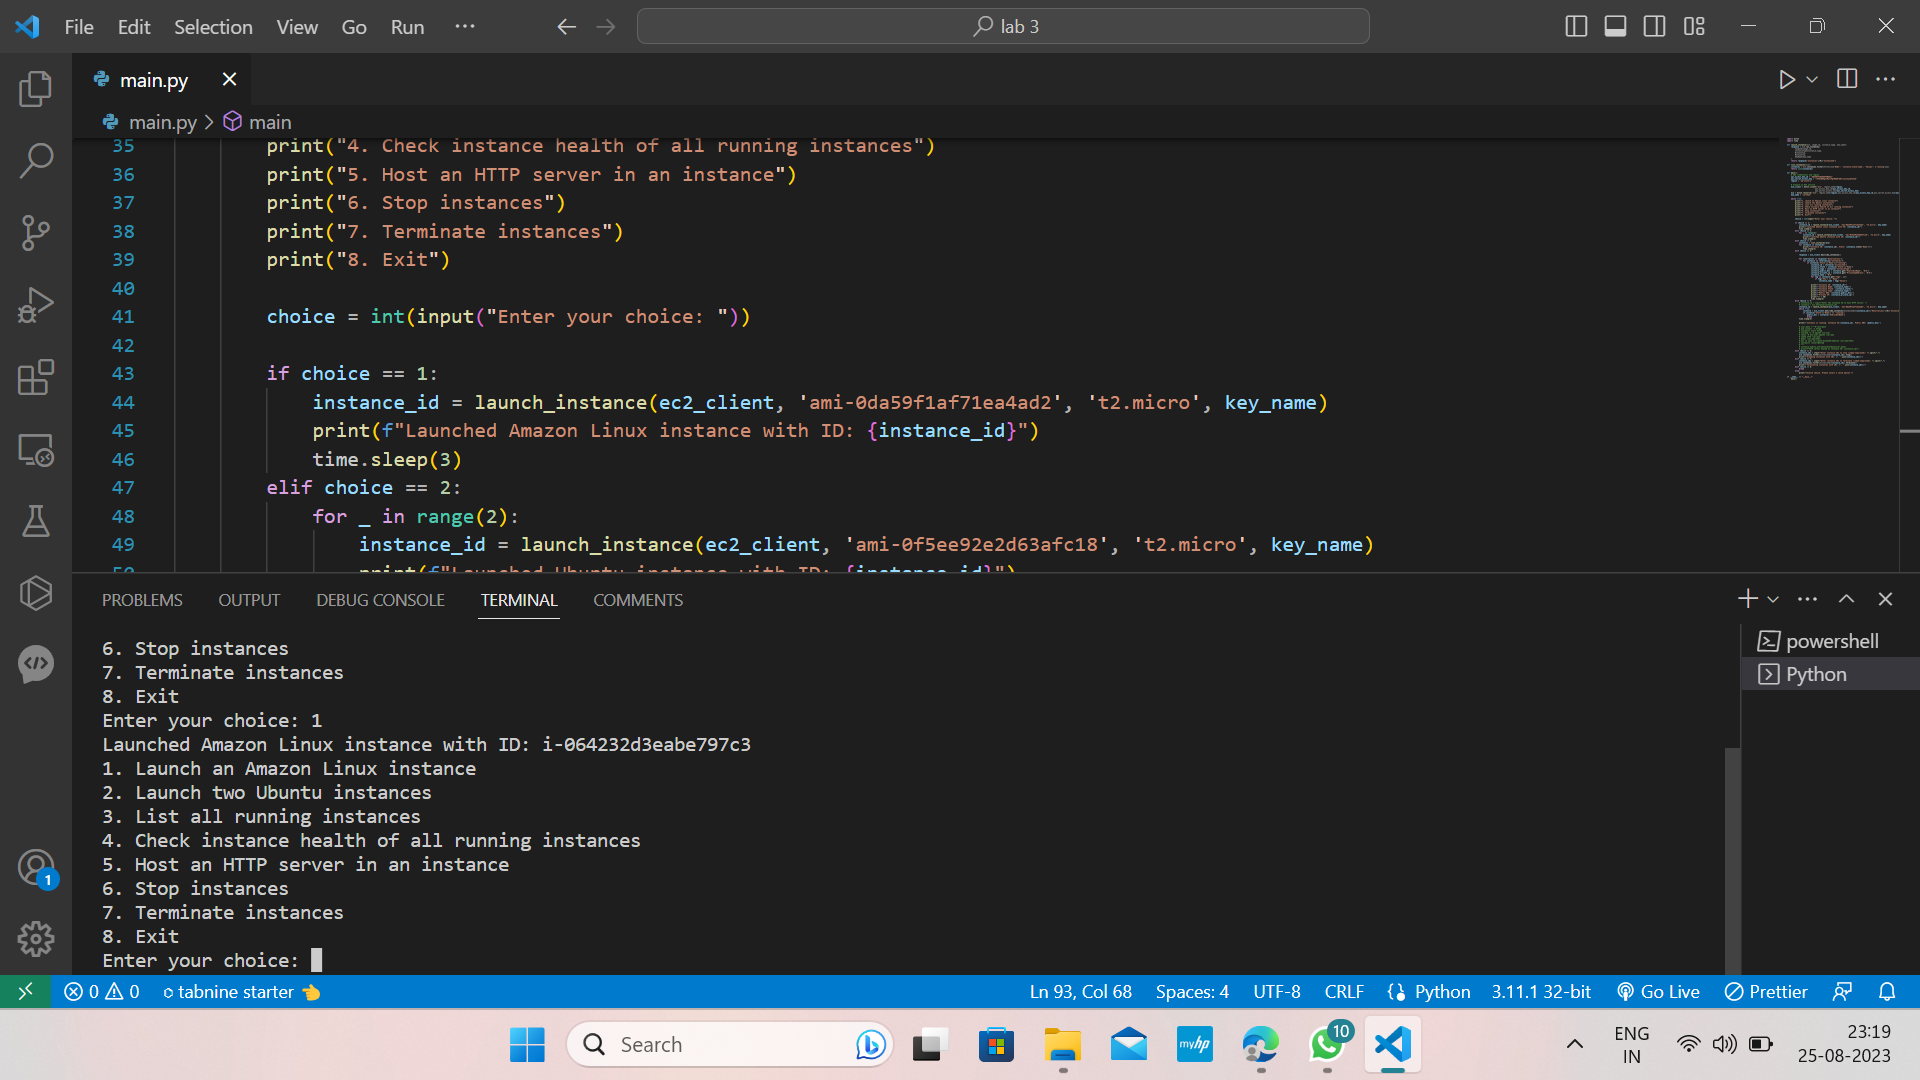 File Edit Selection View Go Run ···
lab 3
main.py
main.py > main
35 print("4. Check instance health of all running instances")
36 print("5. Host an HTTP server in an instance")
37 print("6. Stop instances")
38 print("7. Terminate instances")
39 print("8. Exit")
40
41 choice = int(input("Enter your choice: "))
42
43 if choice == 1:
44 instance_id = launch_instance(ec2_client, 'ami-0da59f1af71ea4ad2', 't2.micro', key_name)
45 print(f"Launched Amazon Linux instance with ID: {instance_id}")
46 time.sleep(3)
47 elif choice == 2:
48 for _ in range(2):
49 instance_id = launch_instance(ec2_client, 'ami-0f5ee92e2d63afc18', 't2.micro', key_name)
50 print(f"Launched Ubuntu instance with ID: {instance_id}")
PROBLEMS OUTPUT DEBUG CONSOLE TERMINAL COMMENTS
powershell
Python
6. Stop instances
7. Terminate instances
8. Exit
Enter your choice: 1
Launched Amazon Linux instance with ID: i-064232d3eabe797c3
1. Launch an Amazon Linux instance
2. Launch two Ubuntu instances
3. List all running instances
4. Check instance health of all running instances
5. Host an HTTP server in an instance
6. Stop instances
7. Terminate instances
8. Exit
Enter your choice:
1
0 0 tabnine starter Ln 93, Col 68 Spaces: 4 UTF-8 CRLF Python 3.11.1 32-bit Go Live Prettier
Search
myhp
10
ENG
IN
23:19
25-08-2023